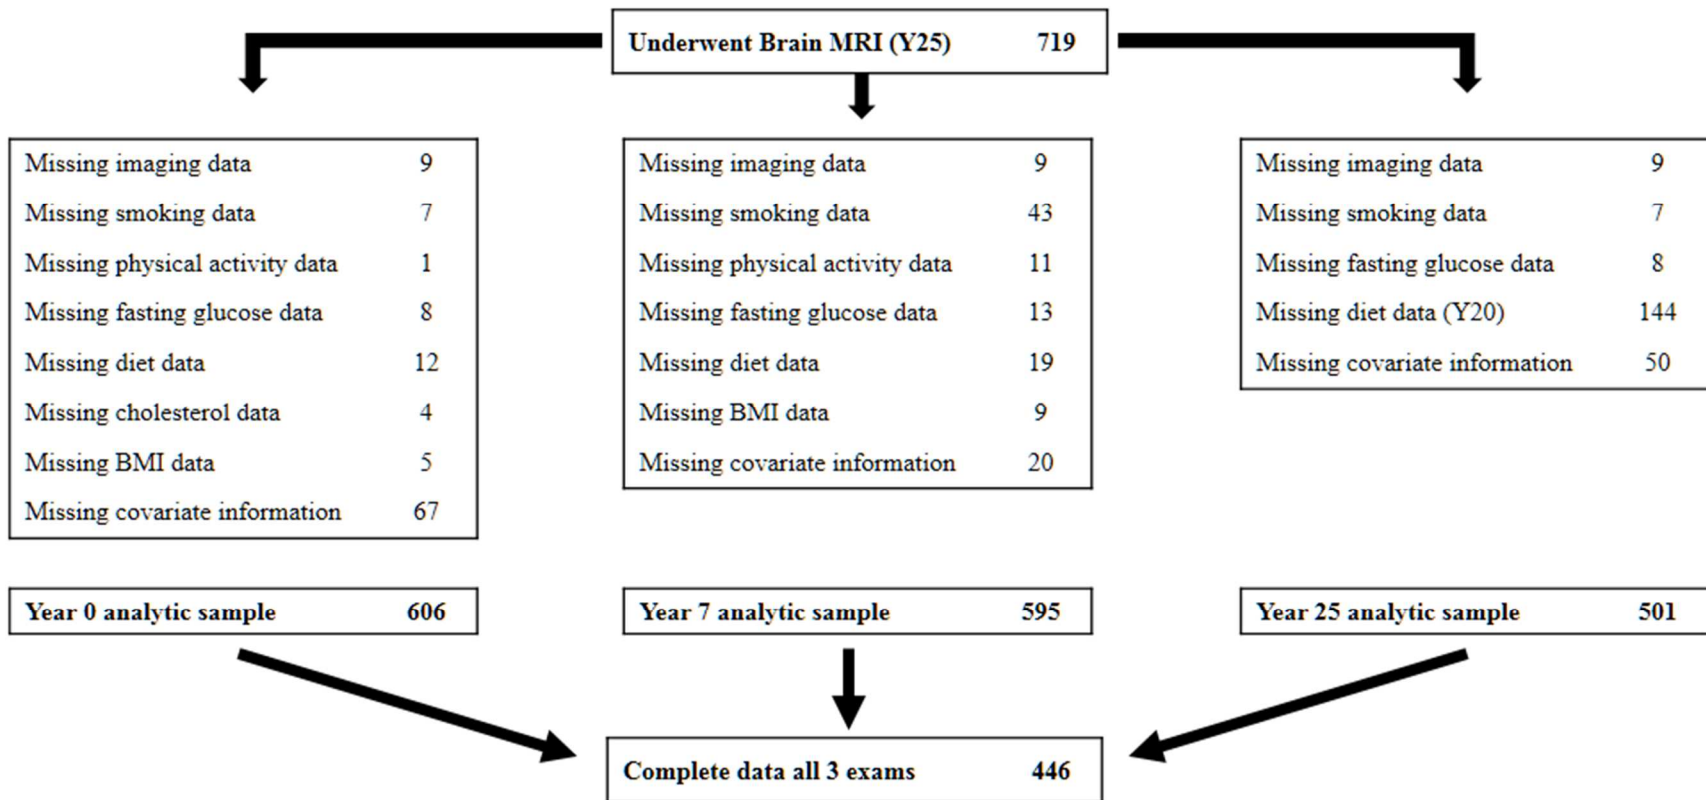 Underwent Brain MRI (Y25) 719
Missing imaging data 9
Missing smoking data 7
Missing physical activity data 1
Missing fasting glucose data 8
Missing diet data 12
Missing cholesterol data 4
Missing BMI data 5
Missing covariate information 67
Missing imaging data 9
Missing smoking data 43
Missing physical activity data 11
Missing fasting glucose data 13
Missing diet data 19
Missing BMI data 9
Missing covariate information 20
Missing imaging data 9
Missing smoking data 7
Missing fasting glucose data 8
Missing diet data (Y20) 144
Missing covariate information 50
Year 0 analytic sample 606
Year 7 analytic sample 595
Year 25 analytic sample 501
Complete data all 3 exams 446